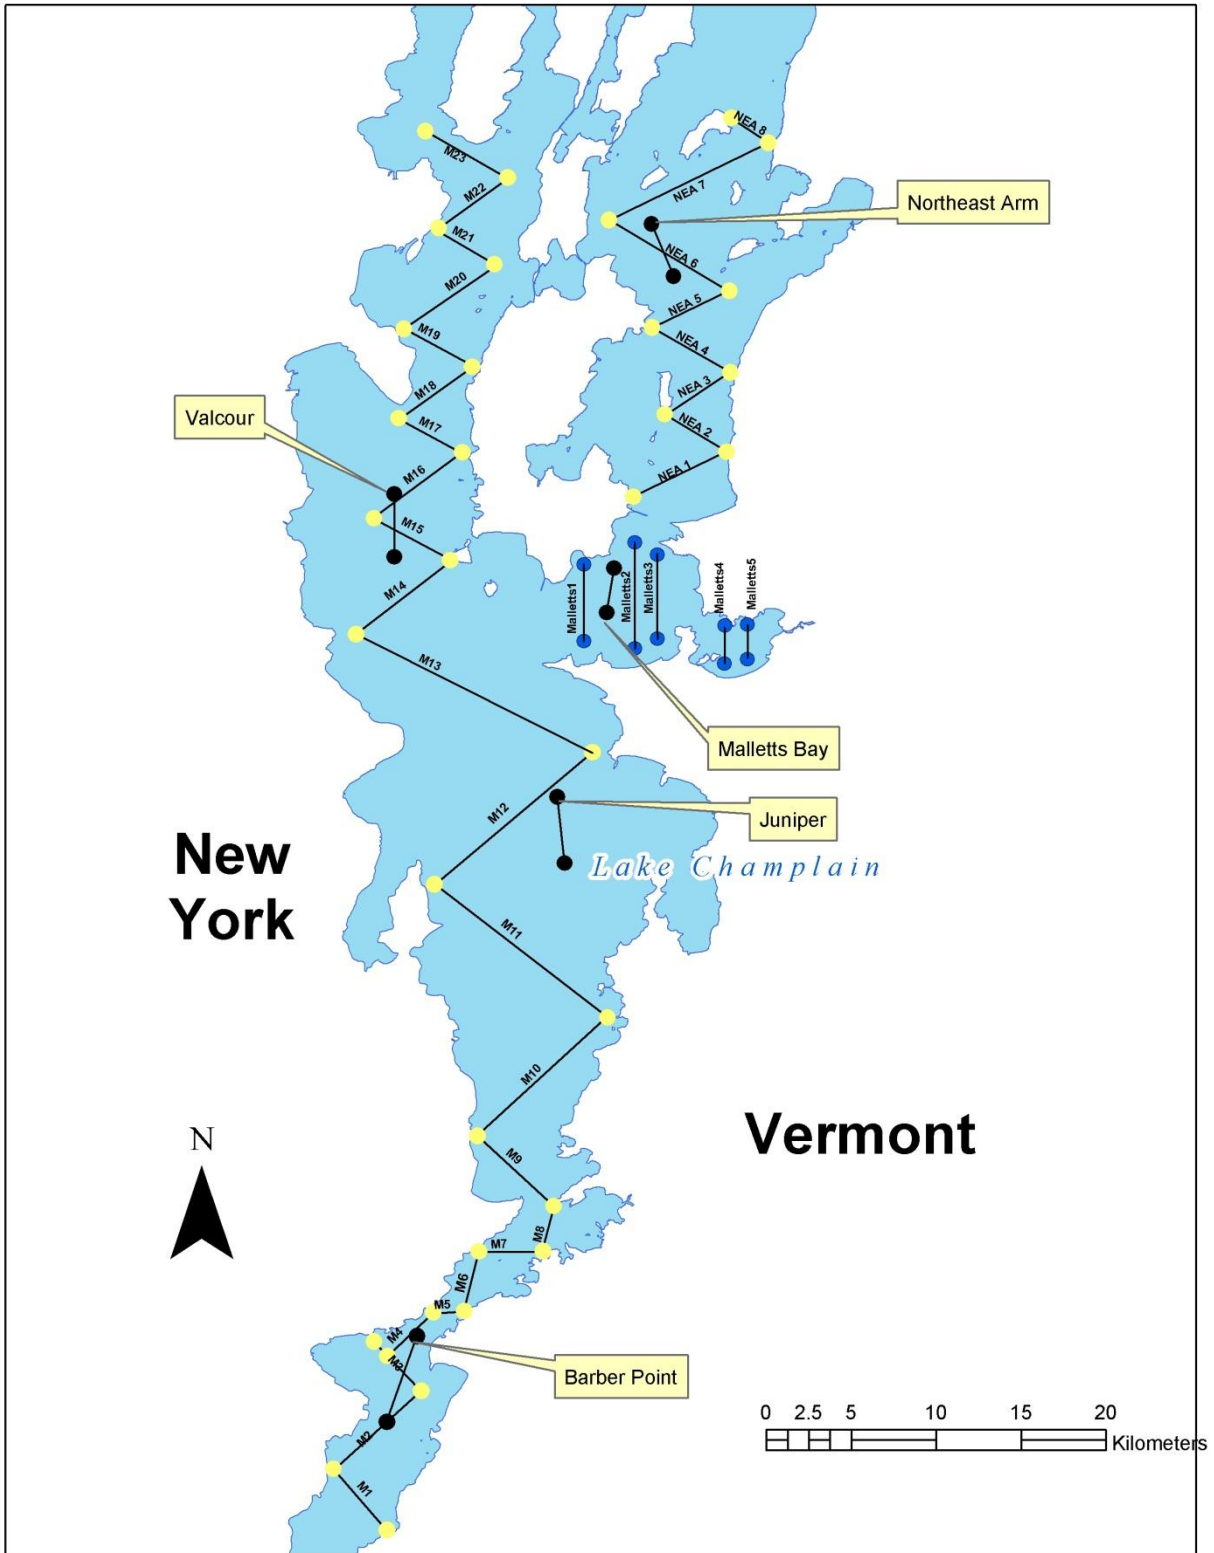 NEA 8
M23
M22
NEA 7
Northeast Arm
M21
NEA 6
M20
NEA 5
M19
NEA 4
M18
NEA 3
Valcour
M17
NEA 2
M16
NEA 1
M15
M14
Malletts1
Malletts2
Malletts3
Malletts4
Malletts5
M13
Malletts Bay
M12
Juniper
New
York
Lake Champlain
M11
M10
Vermont
N
M9
M8
M7
M6
M5
M4
M3
Barber Point
0 2.5 5 10 15 20
Kilometers
M2
M1